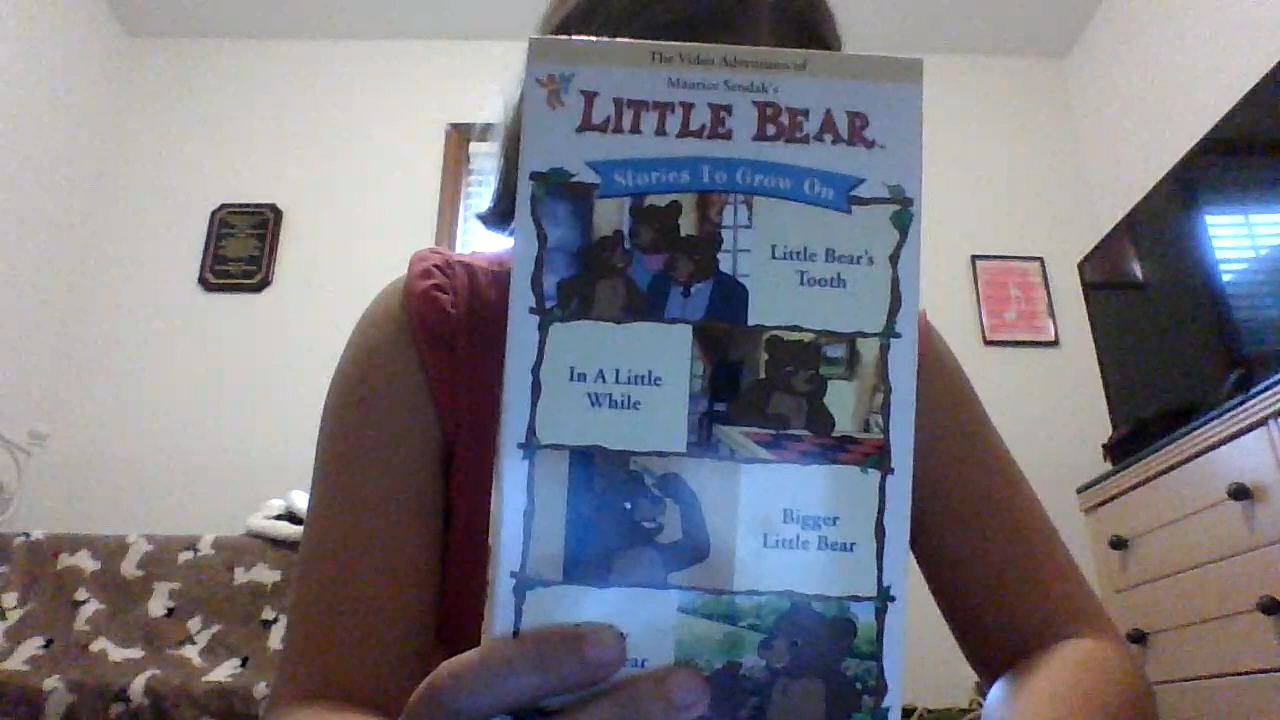 The Video Adventures of
Maurice Sendak's
LITTLE BEAR
Stories To Grow On
Little Bear's
Tooth
In A Little
While
Bigger
Little Bear